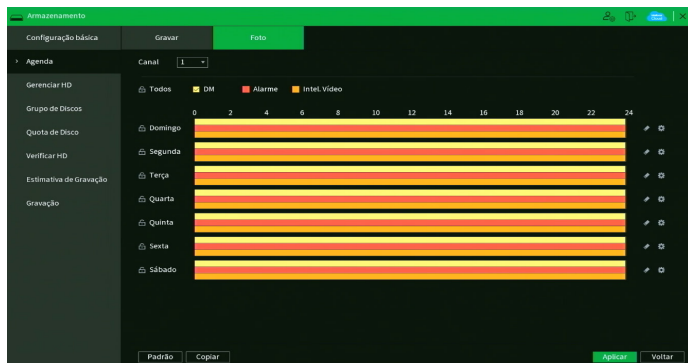 Armazenamento
Configuração básica
Gravar
Foto
Agenda
Canal 1
Gerenciar HD
Todos DM Alarme Intel. Vídeo
Grupo de Discos
0 2 4 6 8 10 12 14 16 18 20 22 24
Quota de Disco
Domingo
Verificar HD
Segunda
Estimativa de Gravação
Terça
Gravação
Quarta
Quinta
Sexta
Sábado
Padrão Copiar Aplicar Voltar